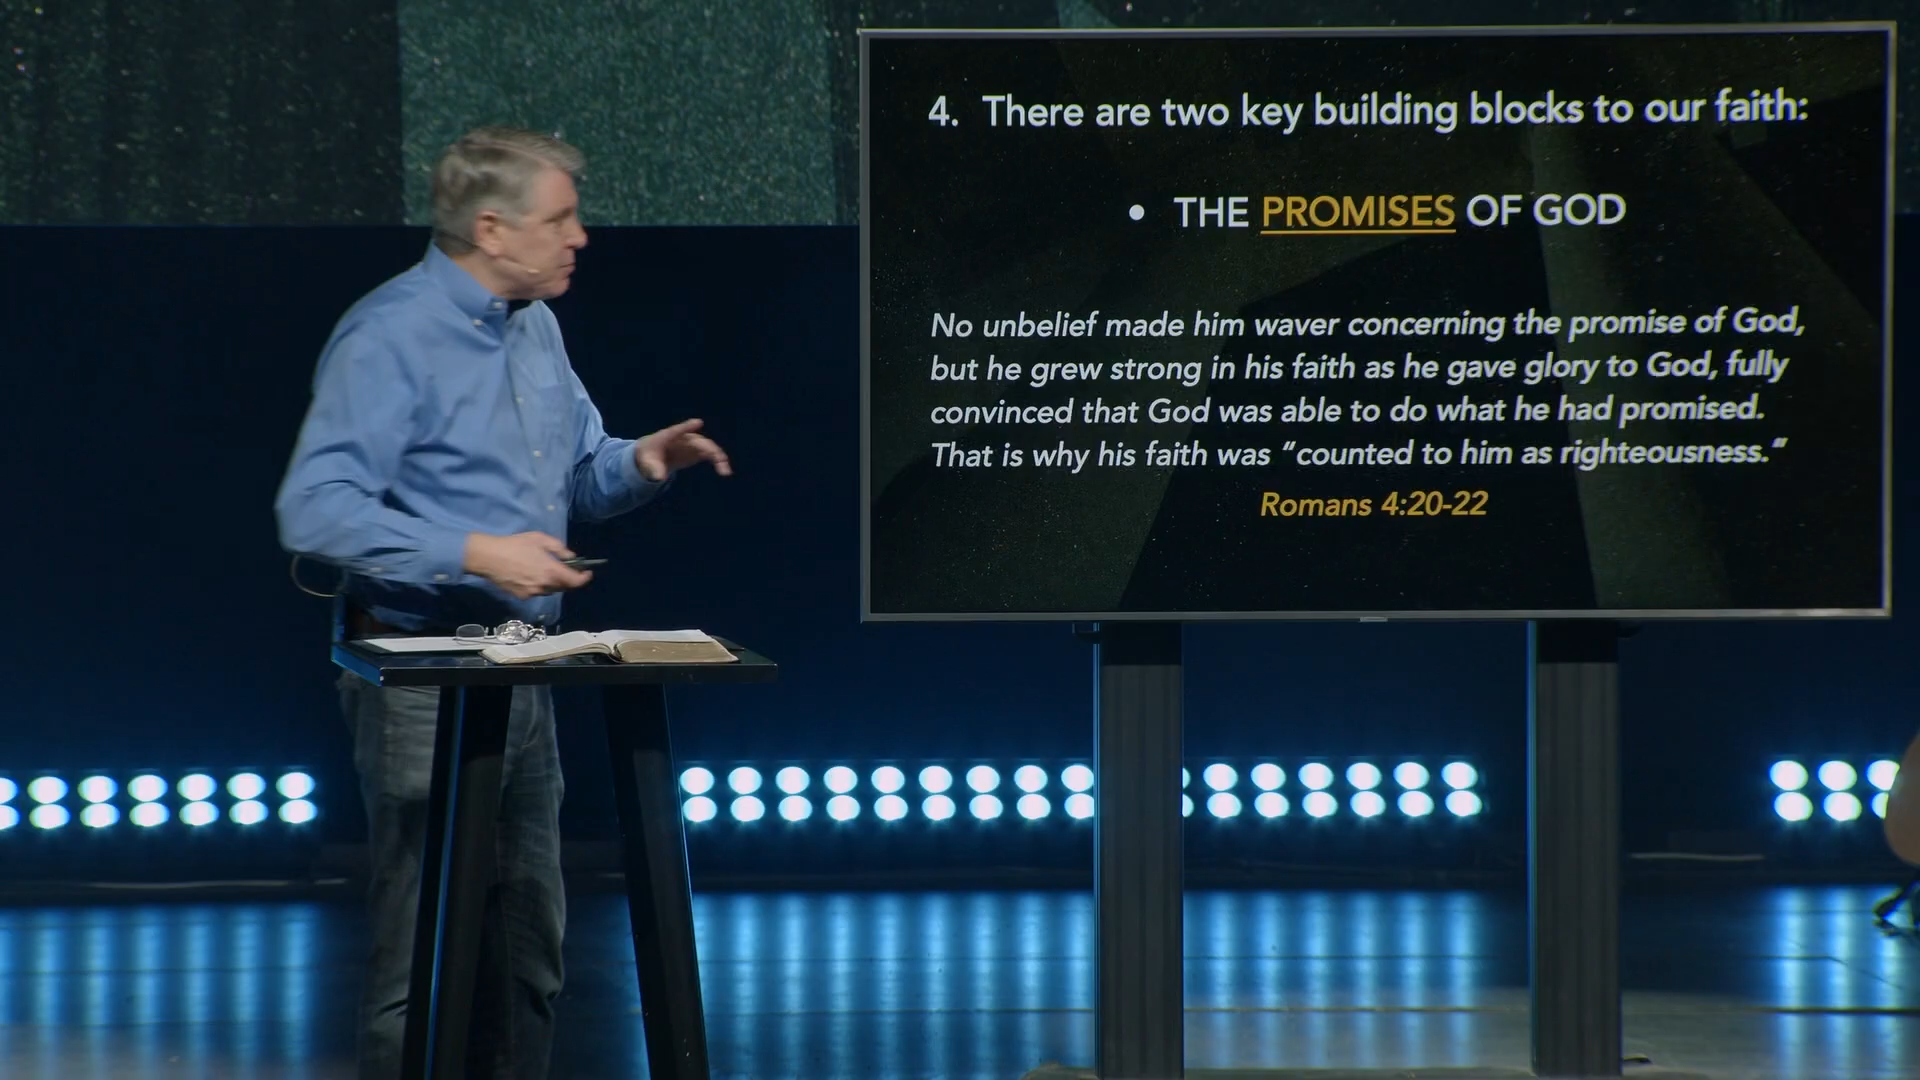 4. There are two key building blocks to our faith:
• THE PROMISES OF GOD
No unbelief made him waver concerning the promise of God,
but he grew strong in his faith as he gave glory to God, fully
convinced that God was able to do what he had promised.
That is why his faith was “counted to him as righteousness.”
Romans 4:20-22